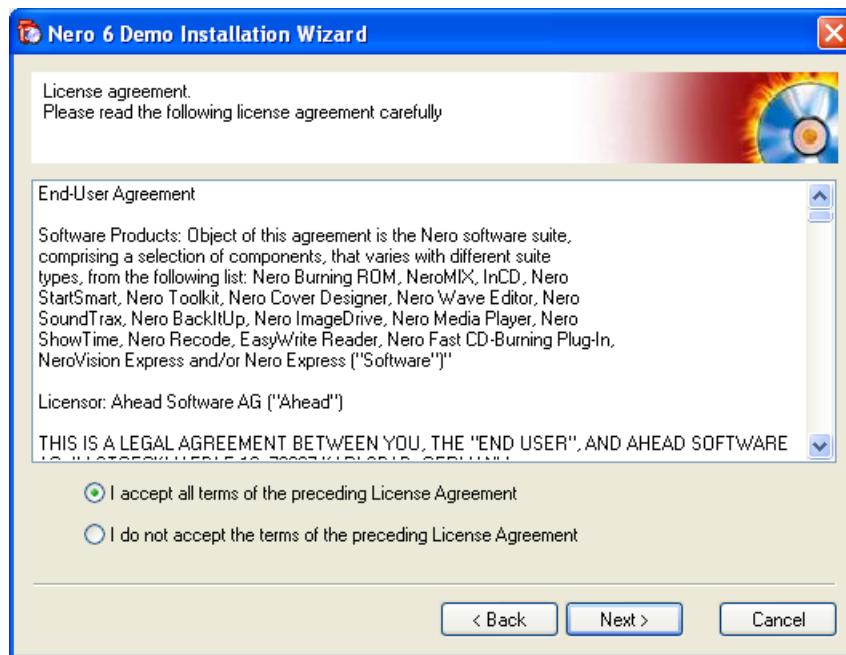 Nero 6 Demo Installation Wizard
License agreement.
Please read the following license agreement carefully
End-User Agreement
Software Products: Object of this agreement is the Nero software suite,
comprising a selection of components, that varies with different suite
types, from the following list: Nero Burning ROM, NeroMIX, InCD, Nero
StartSmart, Nero Toolkit, Nero Cover Designer, Nero Wave Editor, Nero
SoundTrax, Nero BackItUp, Nero ImageDrive, Nero Media Player, Nero
ShowTime, Nero Recode, EasyWrite Reader, Nero Fast CD-Burning Plug-In,
NeroVision Express and/or Nero Express ("Software")"
Licensor: Ahead Software AG ("Ahead")
THIS IS A LEGAL AGREEMENT BETWEEN YOU, THE "END USER", AND AHEAD SOFTWARE
I accept all terms of the preceding License Agreement
I do not accept the terms of the preceding License Agreement
< Back
Next >
Cancel